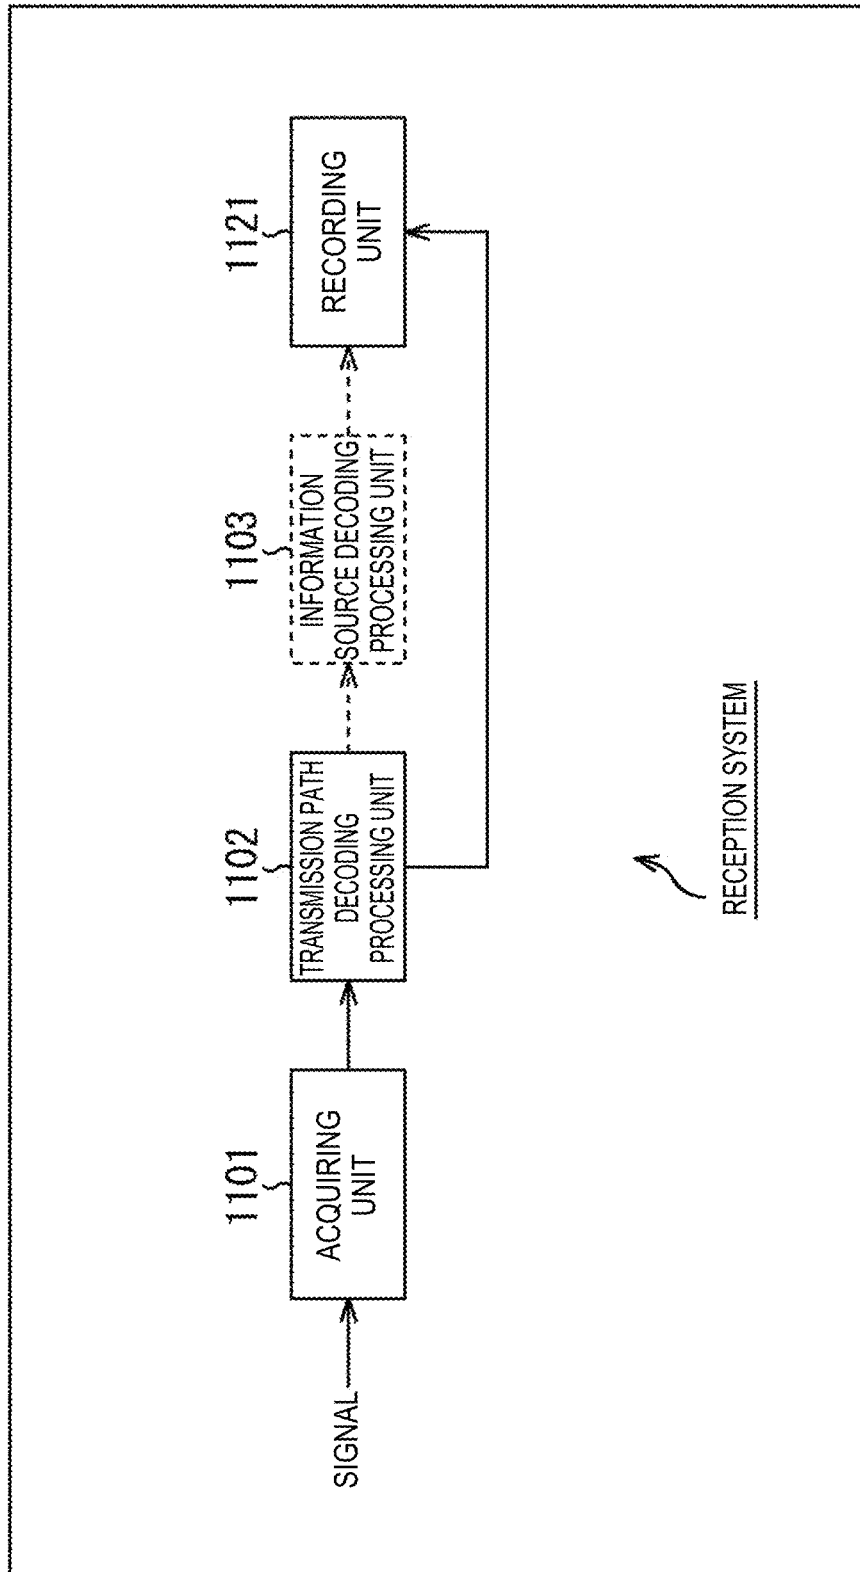 1101
1102
1103
1121
SIGNAL
ACQUIRING
UNIT
TRANSMISSION PATH
DECODING
PROCESSING UNIT
INFORMATION
SOURCE DECODING
PROCESSING UNIT
RECORDING
UNIT
RECEPTION SYSTEM